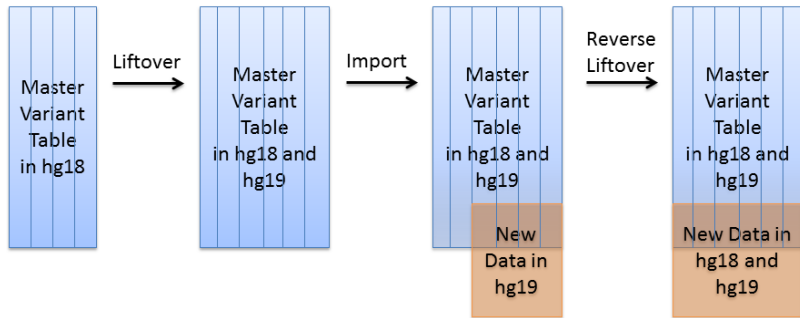 Master
Variant
Table
in hg18
Liftover
Master
Variant
Table
in hg18 and
hg19
Import
Master
Variant
Table
in hg18 and
hg19
New
Data in
hg19
Reverse
Liftover
Master
Variant
Table
in hg18 and
hg19
New Data in
hg18 and
hg19